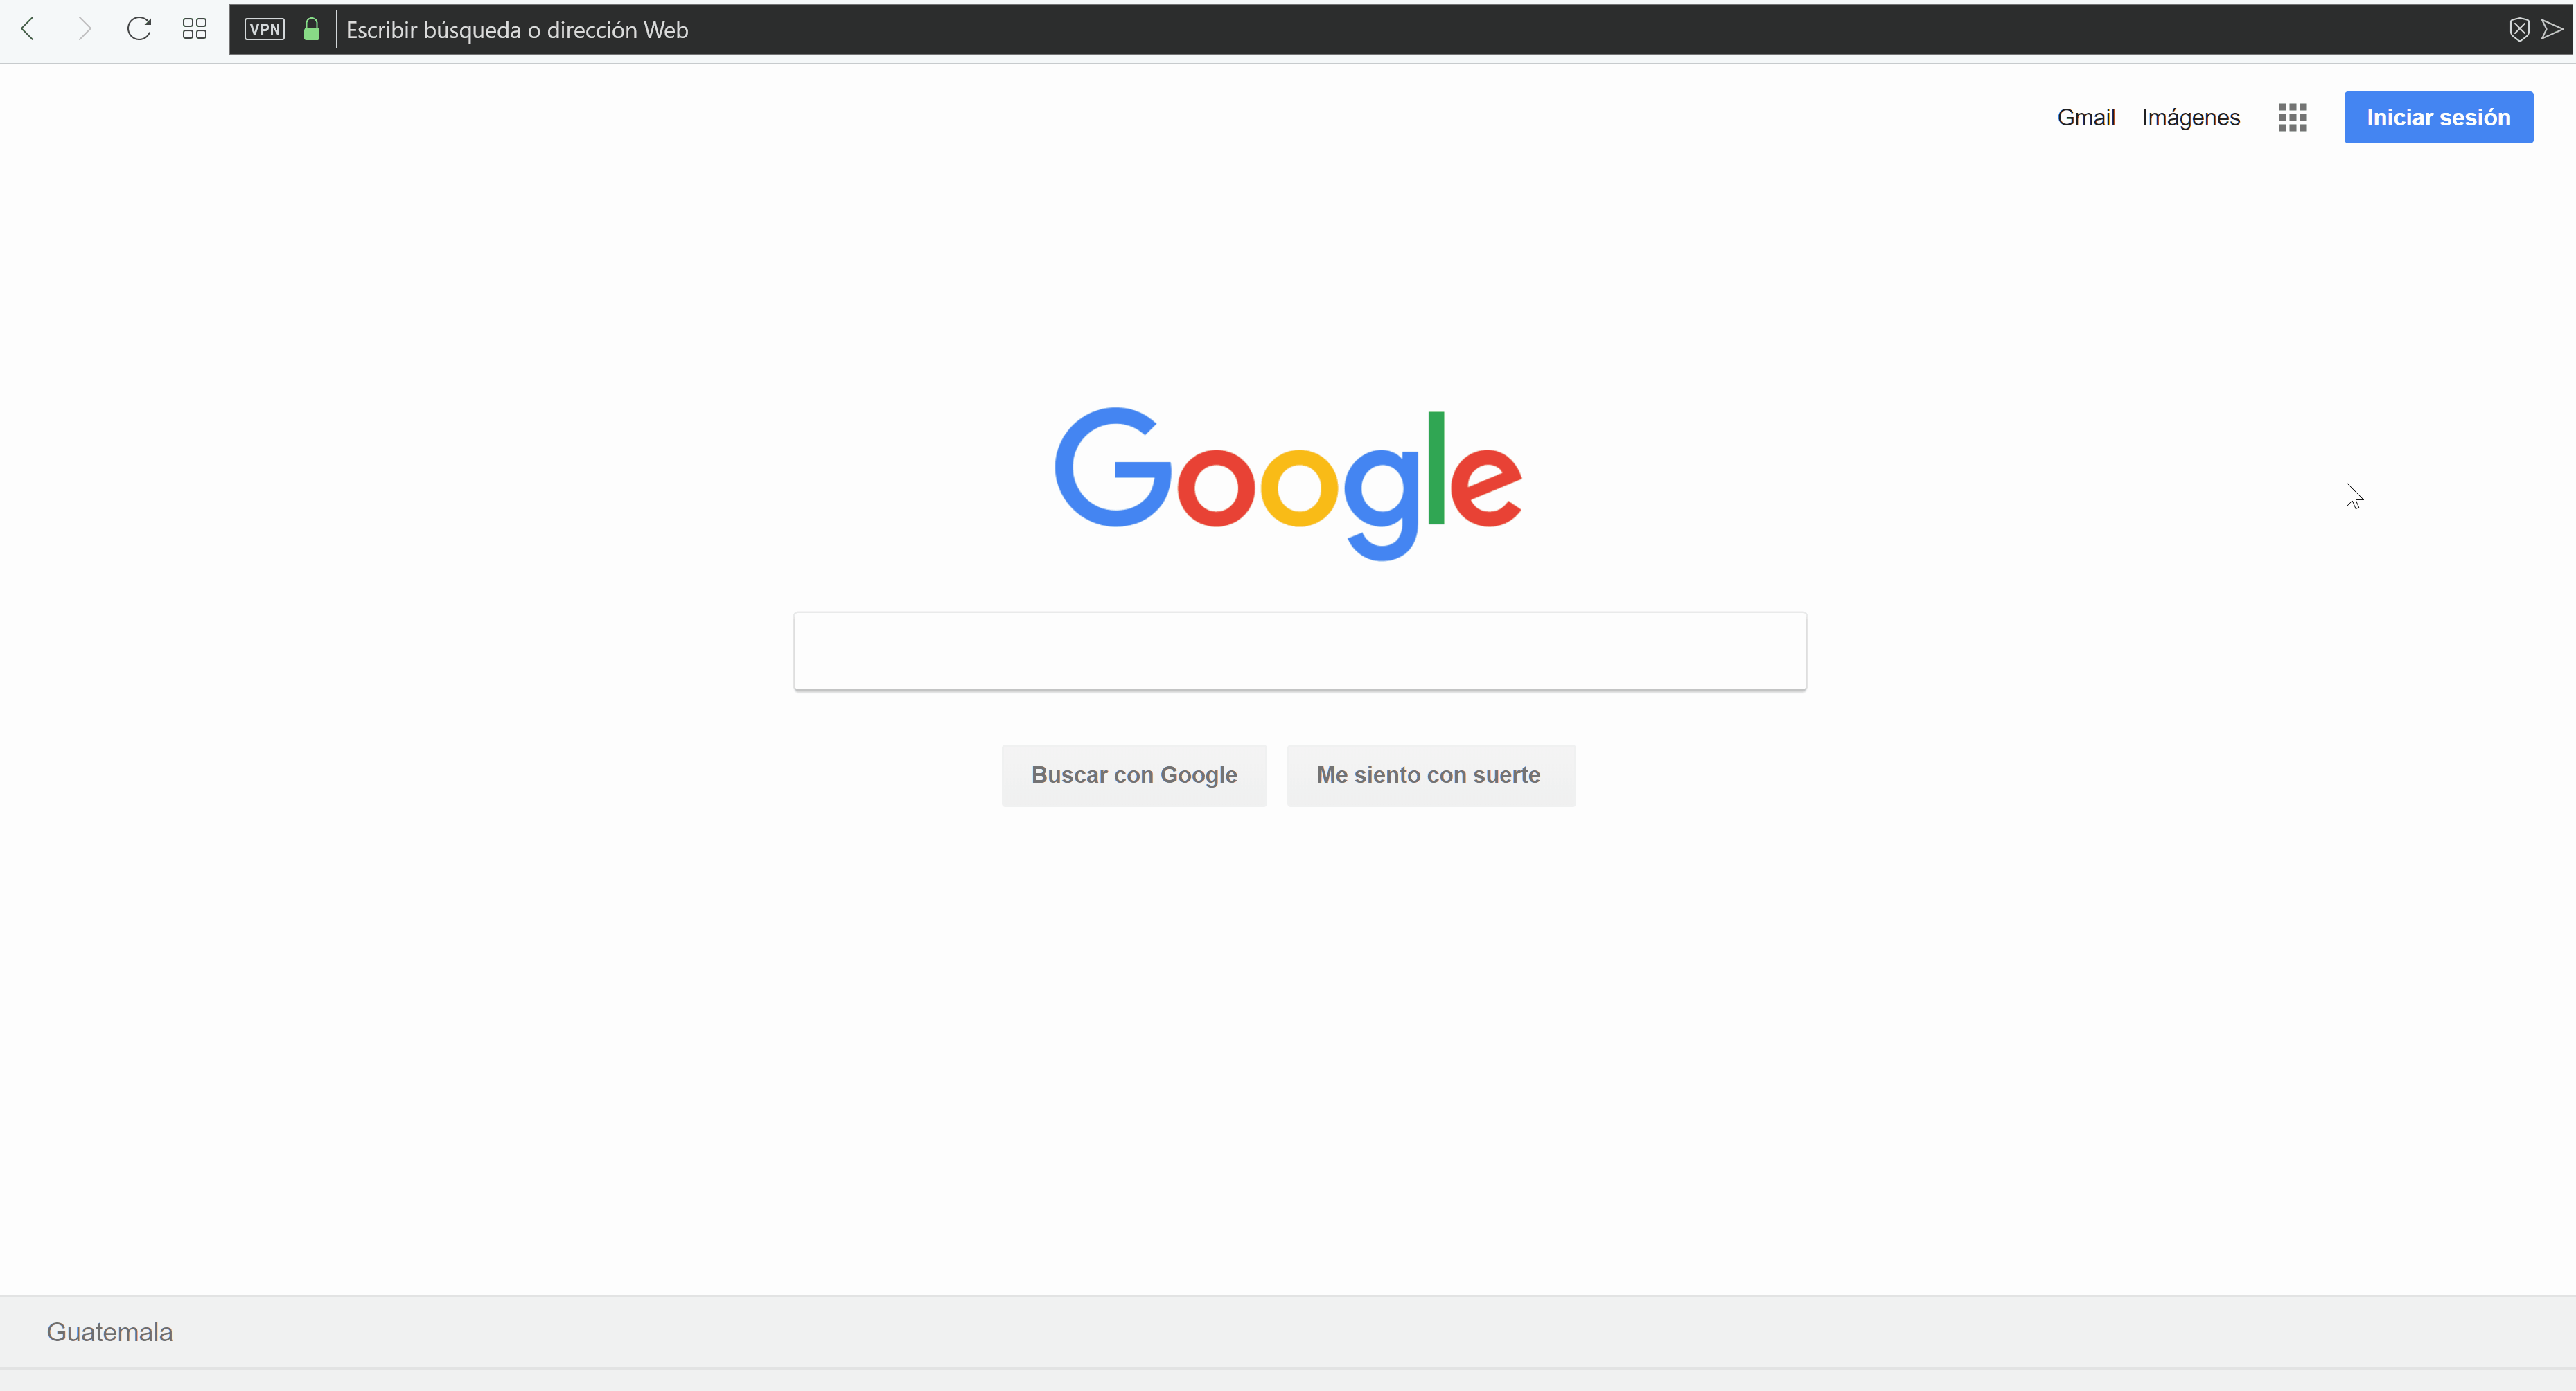 VPN Escribir búsqueda o dirección Web
Gmail Imágenes Iniciar sesión
Google
Buscar con Google Me siento con suerte
Guatemala